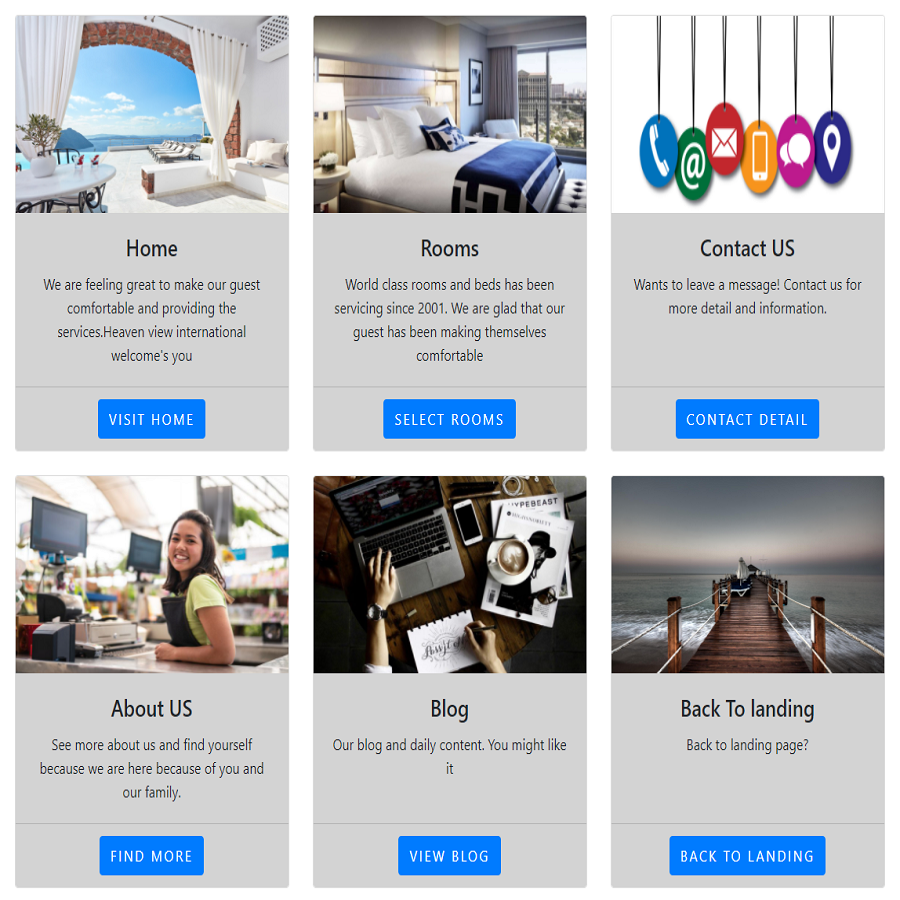 Home
We are feeling great to make our guest
comfortable and providing the
services.Heaven view international
welcome's you
VISIT HOME
Rooms
World class rooms and beds has been
servicing since 2001. We are glad that our
guest has been making themselves
comfortable
SELECT ROOMS
@
Contact US
Wants to leave a message! Contact us for
more detail and information.
CONTACT DETAIL
About US
See more about us and find yourself
because we are here because of you and
our family.
FIND MORE
HYPEBEAST
Blog
Our blog and daily content. You might like
it
VIEW BLOG
Back To landing
Back to landing page?
BACK TO LANDING